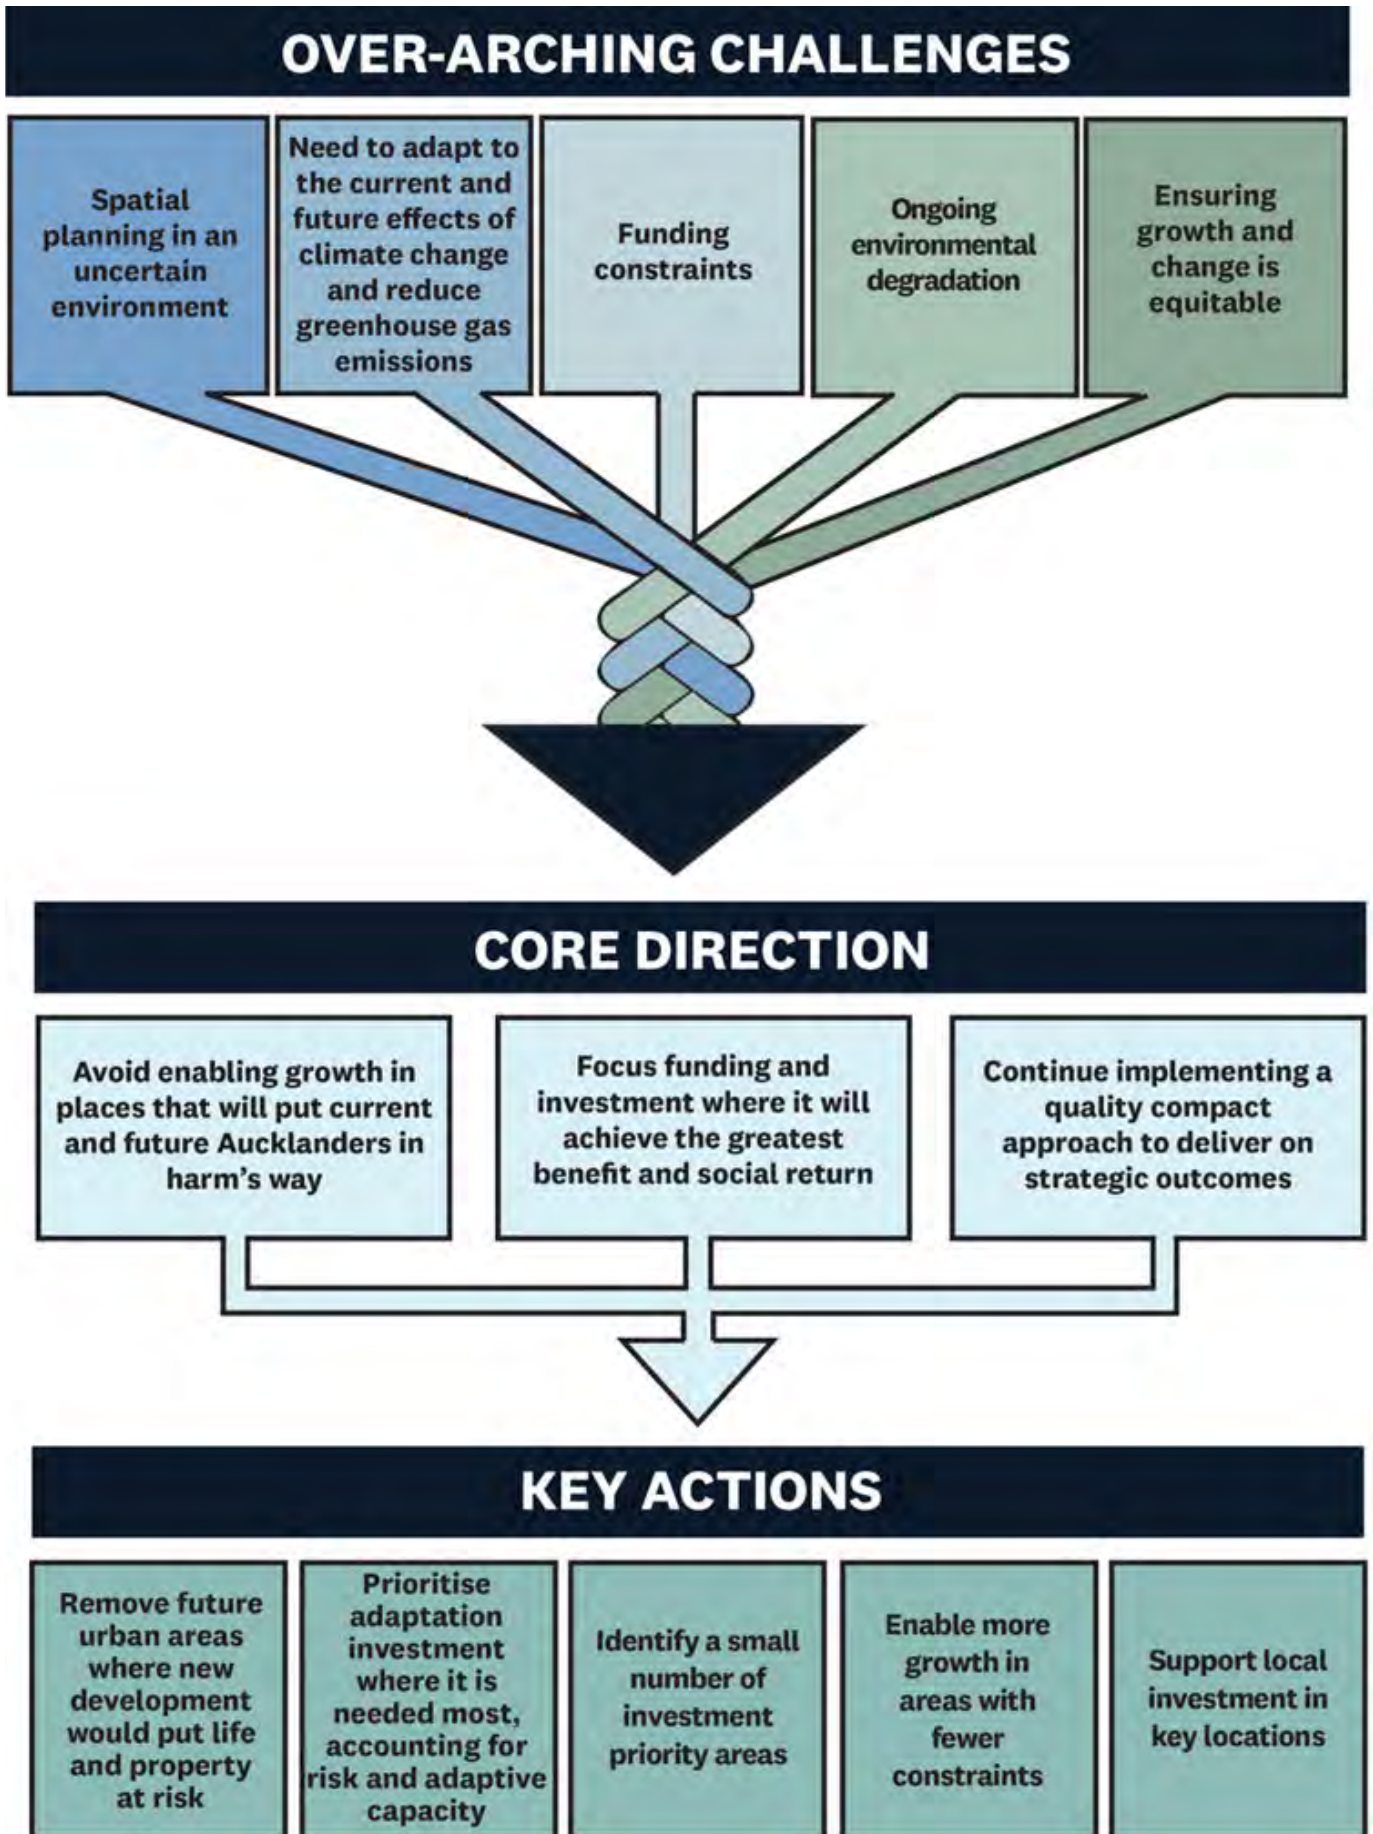 OVER-ARCHING CHALLENGES
Spatial
planning in an
uncertain
environment
Need to adapt to
the current and
future effects of
climate change
and reduce
greenhouse gas
emissions
Funding
constraints
Ongoing
environmental
degradation
Ensuring
growth and
change is
equitable
CORE DIRECTION
Avoid enabling growth in
places that will put current
and future Aucklanders in
harm's way
Focus funding and
investment where it will
achieve the greatest
benefit and social return
Continue implementing a
quality compact
approach to deliver on
strategic outcomes
KEY ACTIONS
Remove future
urban areas
where new
development
would put life
and property
at risk
Prioritise
adaptation
investment
where it is
needed most,
accounting for
risk and adaptive
capacity
Identify a small
number of
investment
priority areas
Enable more
growth in
areas with
fewer
constraints
Support local
investment in
key locations